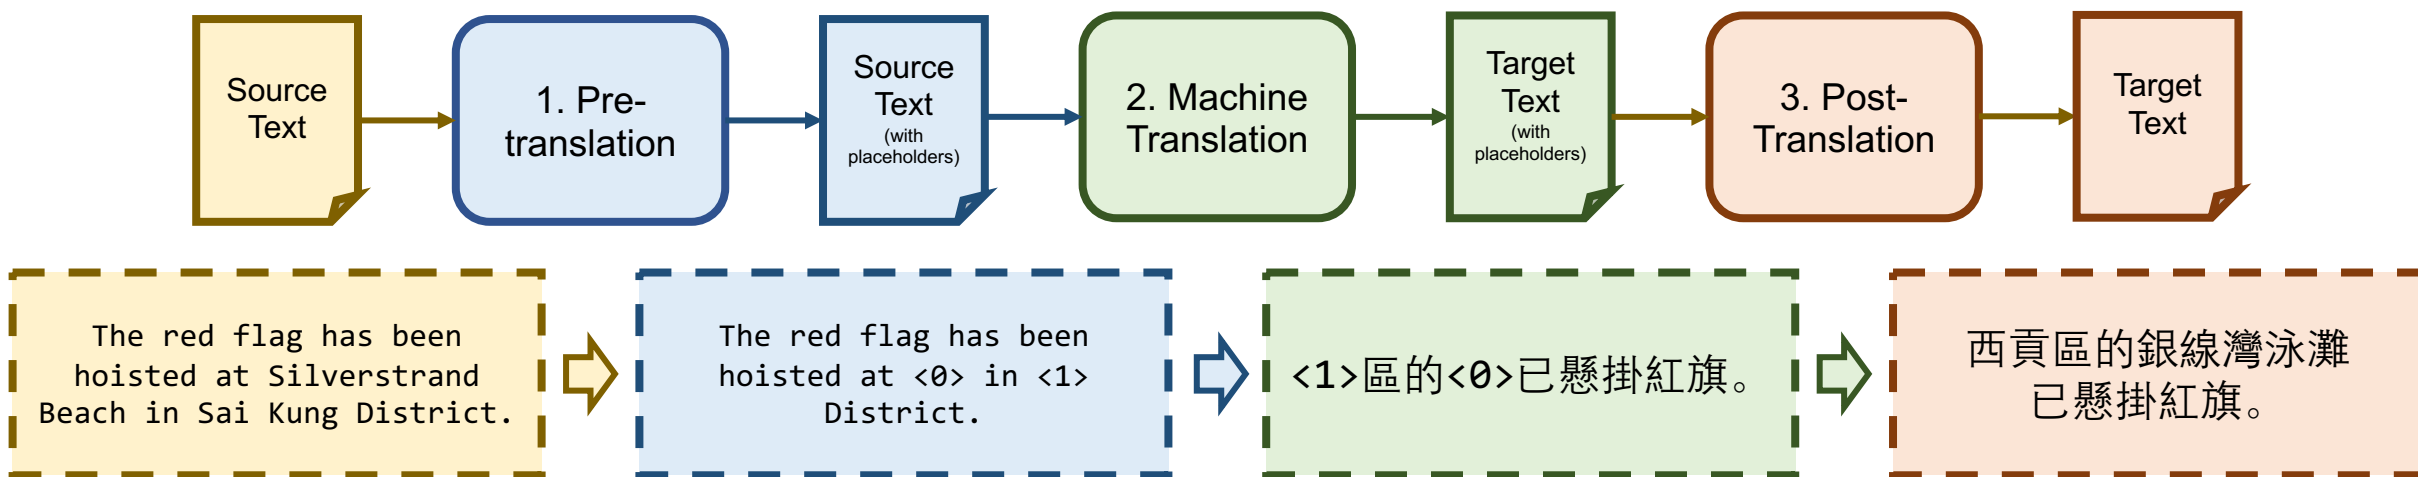 Source
Text
1. Pre-
translation
Source
Text
(with
placeholders)
2. Machine
Translation
Target
Text
(with
placeholders)
3. Post-
Translation
Target
Text
The red flag has been
hoisted at Silverstrand
Beach in Sai Kung District.
The red flag has been
hoisted at <0> in <1>
District.
<1>區的<0>已懸掛紅旗。
西貢區的銀線灣泳灘
已懸掛紅旗。